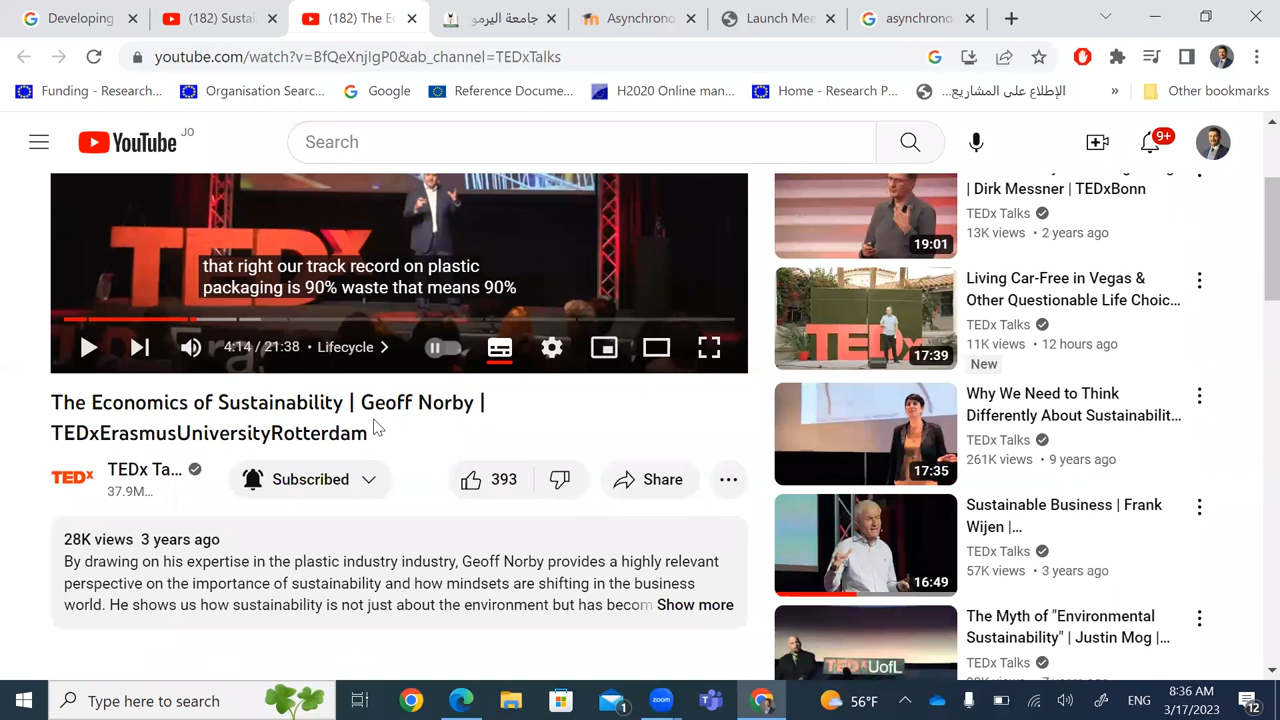 Developing
(182) Sustai
(182) The Ec
جامعة اليرموك
Asynchrono
Launch Mee
asynchrono
youtube.com/watch?v=BfQeXnjIgP0&ab_channel=TEDxTalks
Funding - Research...
Organisation Searc...
Google
Reference Docume...
H2020 Online man...
Home - Research P...
الإطلاع على المشاريع...
»
Other bookmarks
YouTube JO
Search
9+
TEDx
that right our track record on plastic
packaging is 90% waste that means 90%
4:14 / 21:38 • Lifecycle
The Economics of Sustainability | Geoff Norby |
TEDxErasmusUniversityRotterdam
TEDx
TEDx Ta...
37.9M...
Subscribed
393
Share
28K views 3 years ago
By drawing on his expertise in the plastic industry industry, Geoff Norby provides a highly relevant
perspective on the importance of sustainability and how mindsets are shifting in the business
world. He shows us how sustainability is not just about the environment but has becom Show more
| Dirk Messner | TEDxBonn
TEDx Talks
13K views • 2 years ago
19:01
Living Car-Free in Vegas &
Other Questionable Life Choic...
TEDx Talks
11K views • 12 hours ago
New
17:39
Why We Need to Think
Differently About Sustainabilit...
TEDx Talks
261K views • 9 years ago
17:35
Sustainable Business | Frank
Wijen |...
TEDx Talks
57K views • 3 years ago
16:49
The Myth of "Environmental
Sustainability" | Justin Mog |...
TEDx Talks
TEDxUofL
Type here to search
1
zoom
56°F
ENG
8:36 AM
3/17/2023
12